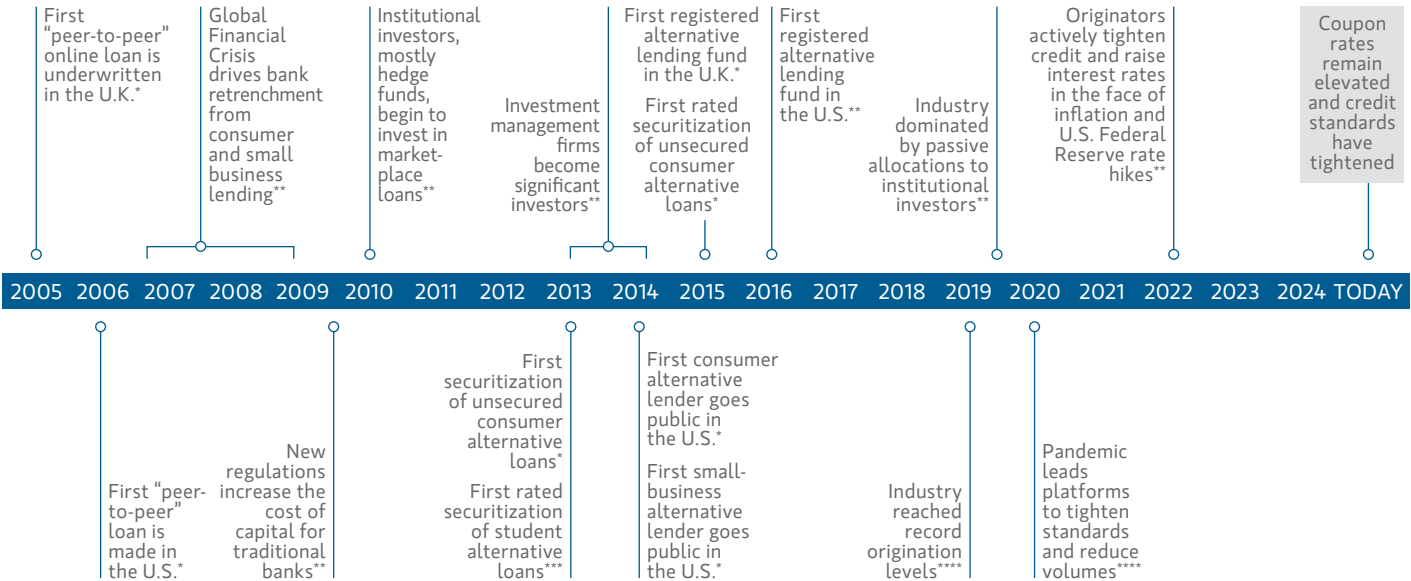 First
“peer-to-peer”
online loan is
underwritten
in the U.K.*
Global
Financial
Crisis
drives bank
retrenchment
from
consumer
and small
business
lending**
Institutional
investors,
mostly
hedge
funds,
begin to
invest in
market-
place
loans**
Investment
management
firms
become
significant
investors**
First registered
alternative
lending fund
in the U.K.*
First rated
securitization
of unsecured
consumer
alternative
loans*
First
registered
alternative
lending
fund in
the U.S.**
Industry
dominated
by passive
allocations to
institutional
investors**
Originators
actively tighten
credit and raise
interest rates
in the face of
inflation and
U.S. Federal
Reserve rate
hikes**
Coupon
rates
remain
elevated
and credit
standards
have
tightened
2005 2006 2007 2008 2009 2010 2011 2012 2013 2014 2015 2016 2017 2018 2019 2020 2021 2022 2023 2024 TODAY
First “peer-
to-peer”
loan is
made in
the U.S.*
New
regulations
increase the
cost of
capital for
traditional
banks**
First
securitization
of unsecured
consumer
alternative
loans*
First rated
securitization
of student
alternative
loans***
First consumer
alternative
lender goes
public in
the U.S.*
First small-
business
alternative
lender goes
public in
the U.S.*
Industry
reached
record
origination
levels****
Pandemic
leads
platforms
to tighten
standards
and reduce
volumes****